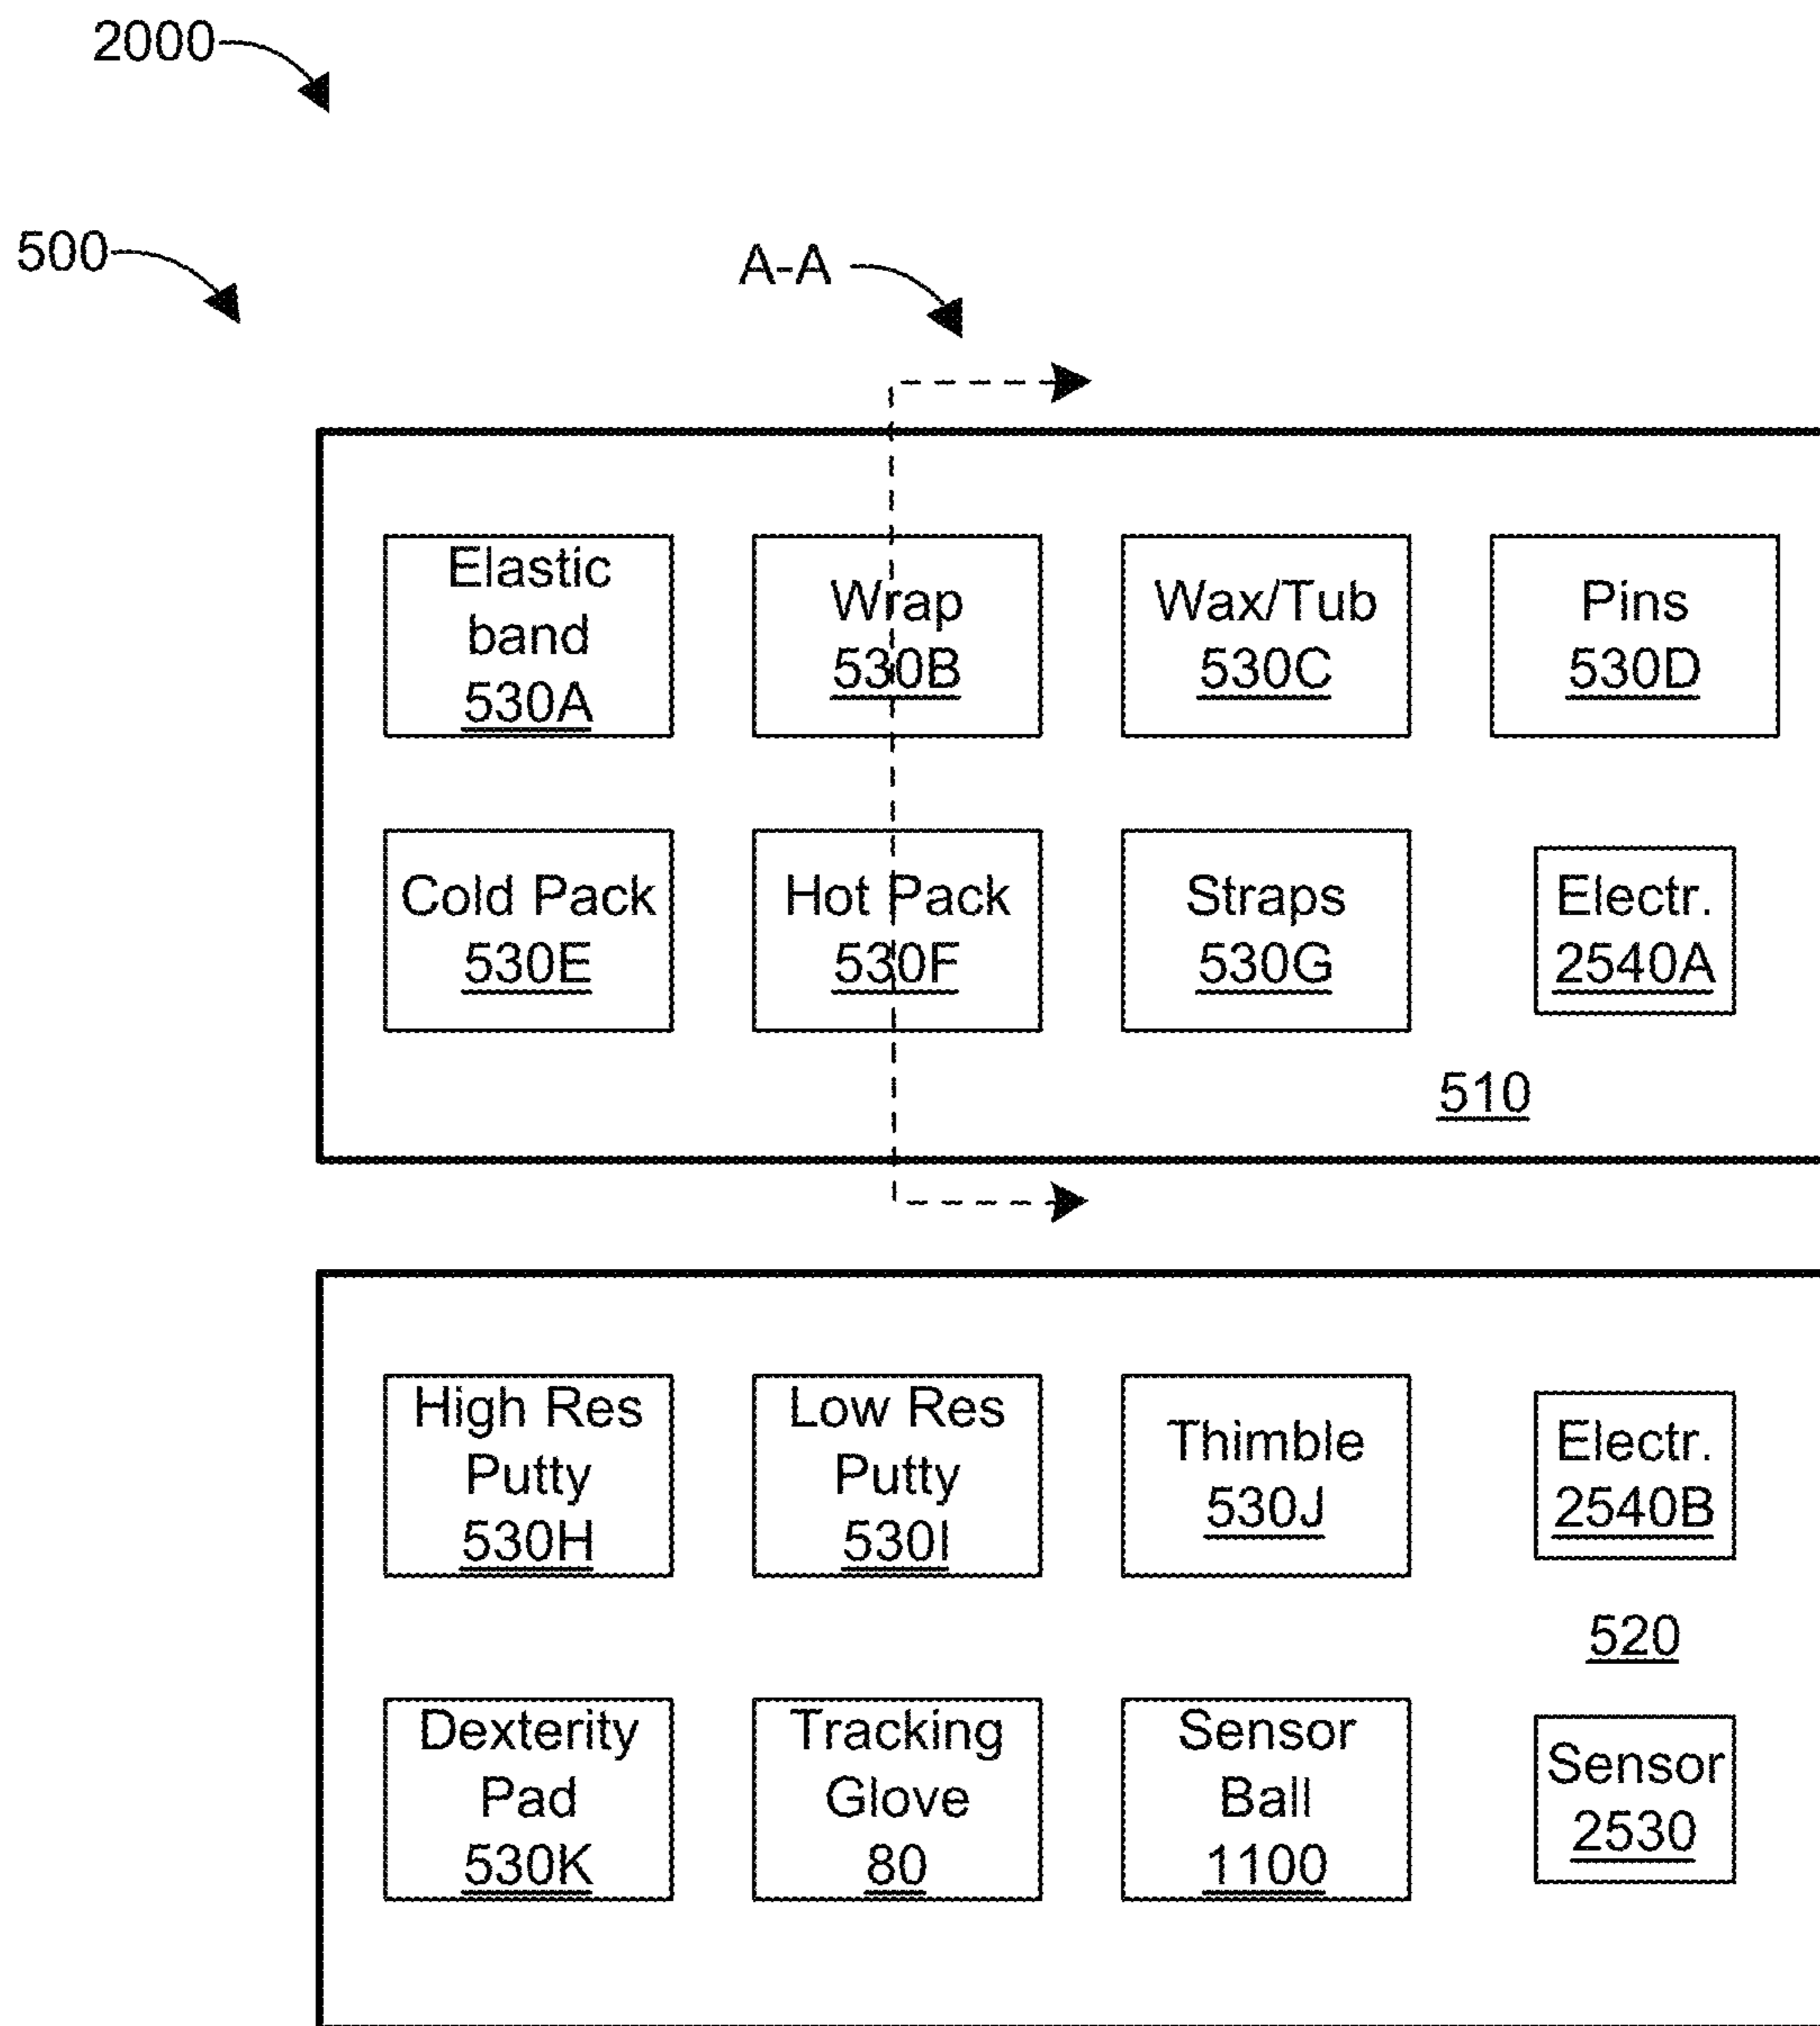 2000
500
A-A
Elastic
band
530A
Wrap
530B
Wax/Tub
530C
Pins
530D
Cold Pack
530E
Hot Pack
530F
Straps
530G
Electr.
2540A
510
High Res
Putty
530H
Low Res
Putty
530I
Thimble
530J
Electr.
2540B
520
Dexterity
Pad
530K
Tracking
Glove
80
Sensor
Ball
1100
Sensor
2530